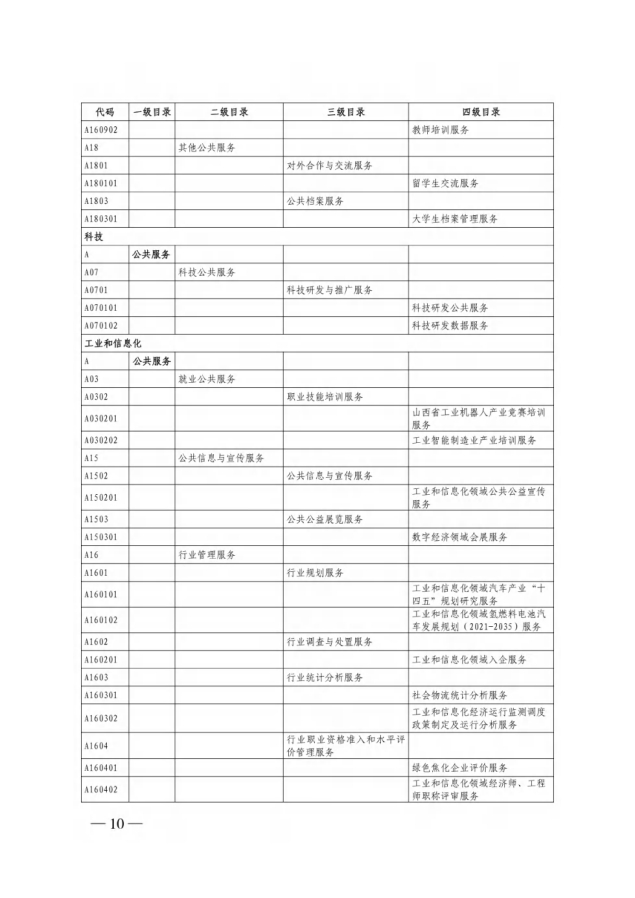 代码 一级目录 二级目录 三级目录 四级目录
A160902 教师培训服务
A18 其他公共服务
A1801 对外合作与交流服务
A180101 留学生交流服务
A1803 公共档案服务
A180301 大学生档案管理服务
科技
A 公共服务
A07 科技公共服务
A0701 科技研发与推广服务
A070101 科技研发公共服务
A070102 科技研发数据服务
工业和信息化
A 公共服务
A03 就业公共服务
A0302 职业技能培训服务
A030201 山西省工业机器人产业竞赛培训
服务
A030202 工业智能制造业产业培训服务
A15 公共信息与宣传服务
A1502 公共信息与宣传服务
A150201 工业和信息化领域公共公益宣传
服务
A1503 公共公益展览服务
A150301 数字经济领域会展服务
A16 行业管理服务
A1601 行业规划服务
A160101 工业和信息化领域汽车产业“十
四五”规划研究服务
A160102 工业和信息化领域氢燃料电池汽
车发展规划（2021-2035）服务
A1602 行业调查与处置服务
A160201 工业和信息化领域入企服务
A1603 行业统计分析服务
A160301 社会物流统计分析服务
A160302 工业和信息化经济运行监测调度
政策制定及运行分析服务
A1604 行业职业资格准入和水平评
价管理服务
A160401 绿色焦化企业评价服务
A160402 工业和信息化领域经济师、工程
师职称评审服务
— 10 —